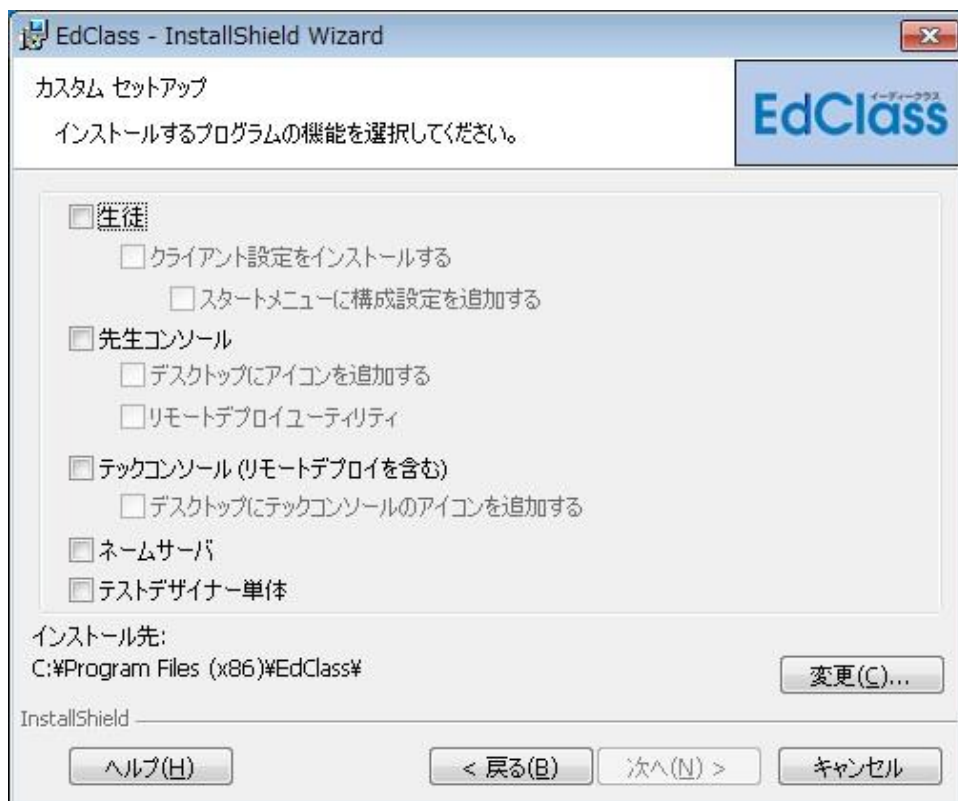 EdClass - InstallShield Wizard
カスタム セットアップ
インストールするプログラムの機能を選択してください。
イーディークラス
EdClass
生徒
クライアント設定をインストールする
スタートメニューに構成設定を追加する
先生コンソール
デスクトップにアイコンを追加する
リモートデプロイユーティリティ
テックコンソール (リモートデプロイを含む)
デスクトップにテックコンソールのアイコンを追加する
ネームサーバ
テストデザイナー単体
インストール先:
C:¥Program Files (x86)¥EdClass¥
変更(C)...
InstallShield
ヘルプ(H)
< 戻る(B)
次へ(N) >
キャンセル